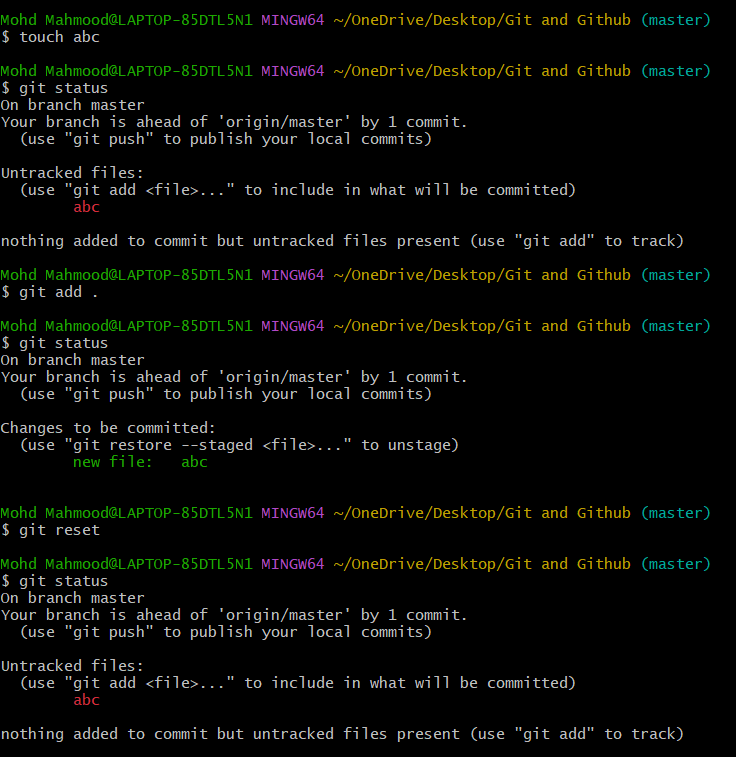 Mohd Mahmood@LAPTOP-85DTL5N1 MINGW64 ~/OneDrive/Desktop/Git and Github (master)
$ touch abc
Mohd Mahmood@LAPTOP-85DTL5N1 MINGW64 ~/OneDrive/Desktop/Git and Github (master)
$ git status
On branch master
Your branch is ahead of 'origin/master' by 1 commit.
  (use "git push" to publish your local commits)
Untracked files:
  (use "git add <file>..." to include in what will be committed)
        abc
nothing added to commit but untracked files present (use "git add" to track)
Mohd Mahmood@LAPTOP-85DTL5N1 MINGW64 ~/OneDrive/Desktop/Git and Github (master)
$ git add .
Mohd Mahmood@LAPTOP-85DTL5N1 MINGW64 ~/OneDrive/Desktop/Git and Github (master)
$ git status
On branch master
Your branch is ahead of 'origin/master' by 1 commit.
  (use "git push" to publish your local commits)
Changes to be committed:
  (use "git restore --staged <file>..." to unstage)
        new file:   abc
Mohd Mahmood@LAPTOP-85DTL5N1 MINGW64 ~/OneDrive/Desktop/Git and Github (master)
$ git reset
Mohd Mahmood@LAPTOP-85DTL5N1 MINGW64 ~/OneDrive/Desktop/Git and Github (master)
$ git status
On branch master
Your branch is ahead of 'origin/master' by 1 commit.
  (use "git push" to publish your local commits)
Untracked files:
  (use "git add <file>..." to include in what will be committed)
        abc
nothing added to commit but untracked files present (use "git add" to track)